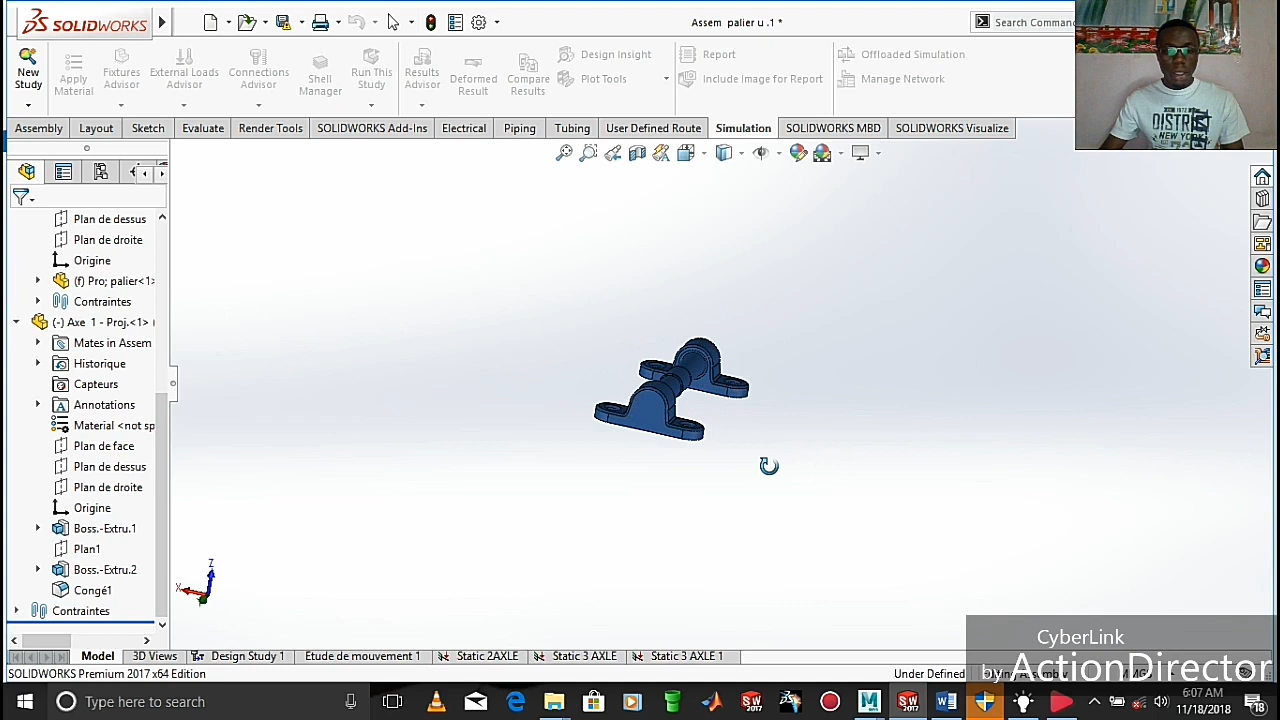 SOLIDWORKS
Assem palier u .1 *
Search Comman
New Study
Apply Material
Fixtures Advisor
External Loads Advisor
Connections Advisor
Shell Manager
Run This Study
Results Advisor
Deformed Result
Compare Results
Design Insight
Plot Tools
Report
Include Image for Report
Offloaded Simulation
Manage Network
Assembly Layout Sketch Evaluate Render Tools SOLIDWORKS Add-Ins Electrical Piping Tubing User Defined Route Simulation SOLIDWORKS MBD SOLIDWORKS Visualize
NEW YORK
Plan de dessus
Plan de droite
Origine
(f) Pro; palier<1>
Contraintes
(-) Axe 1 - Proj.<1> (
Mates in Assem
Historique
Capteurs
Annotations
Material <not sp
Plan de face
Plan de dessus
Plan de droite
Origine
Boss.-Extru.1
Plan1
Boss.-Extru.2
Congé1
Contraintes
Z
X
Model 3D Views Design Study 1 Etude de mouvement 1 Static 2AXLE Static 3 AXLE Static 3 AXLE 1
CyberLink
by ActionDirector
SOLIDWORKS Premium 2017 x64 Edition
Under Defined
Type here to search
6:07 AM
11/18/2018
18